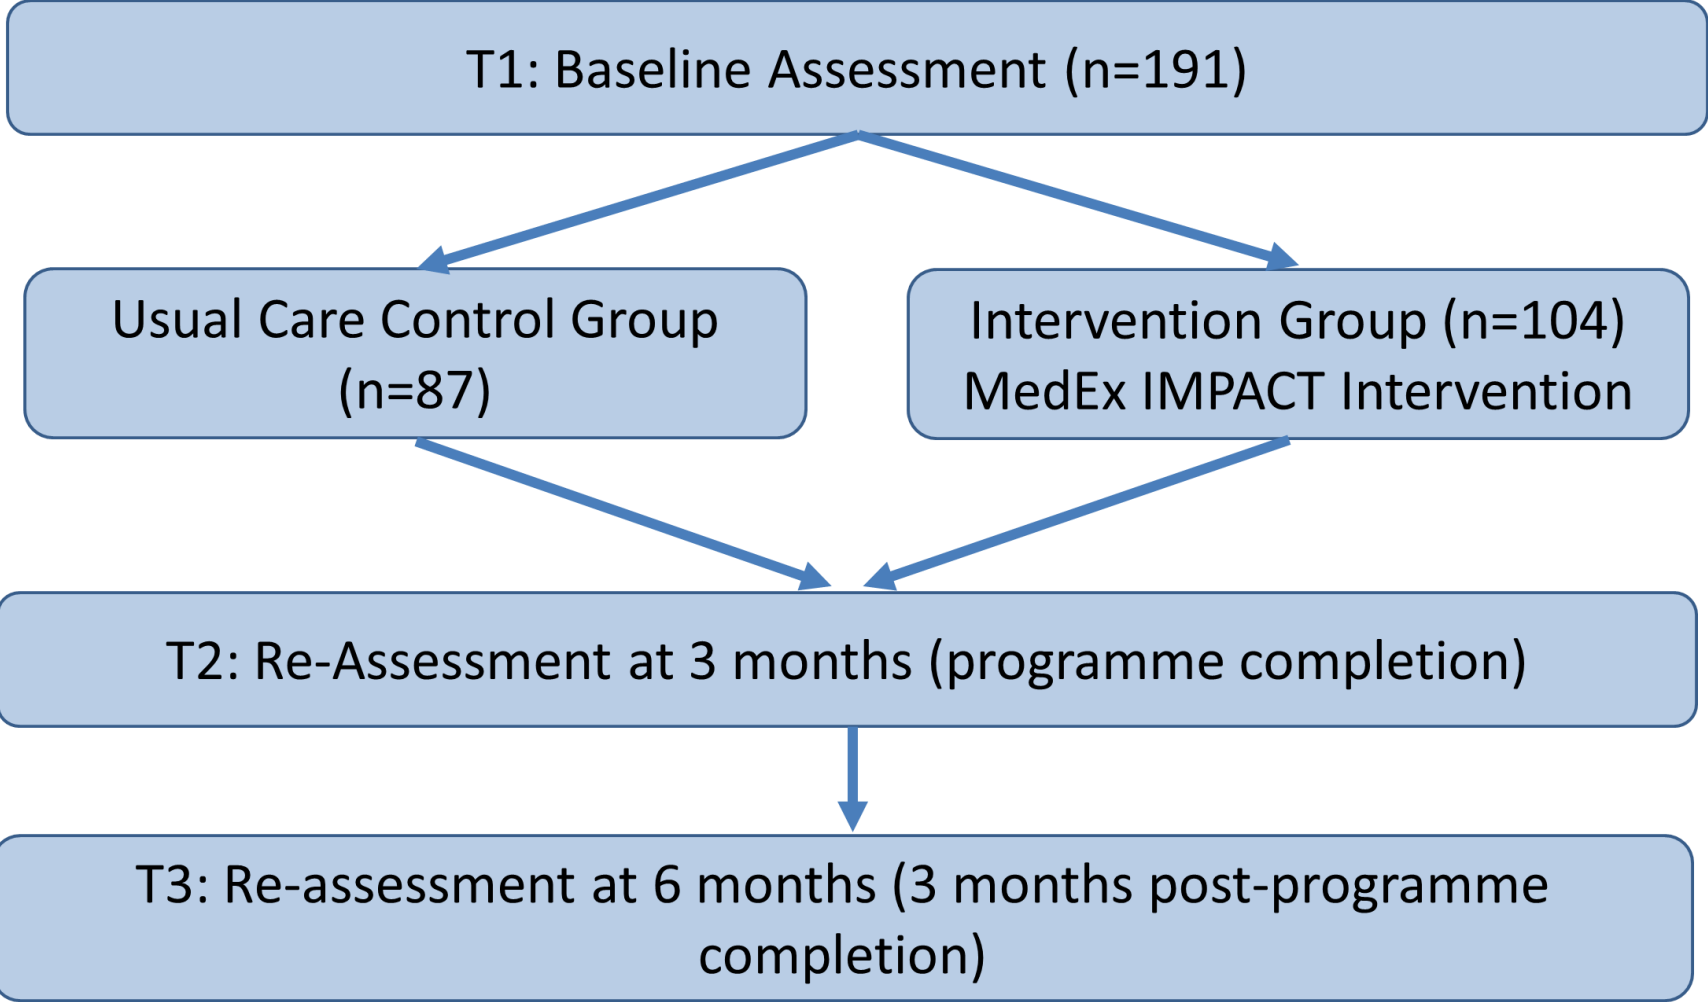 T1: Baseline Assessment (n=191)
Usual Care Control Group
(n=87)
Intervention Group (n=104)
MedEx IMPACT Intervention
T2: Re-Assessment at 3 months (programme completion)
T3: Re-assessment at 6 months (3 months post-programme
completion)